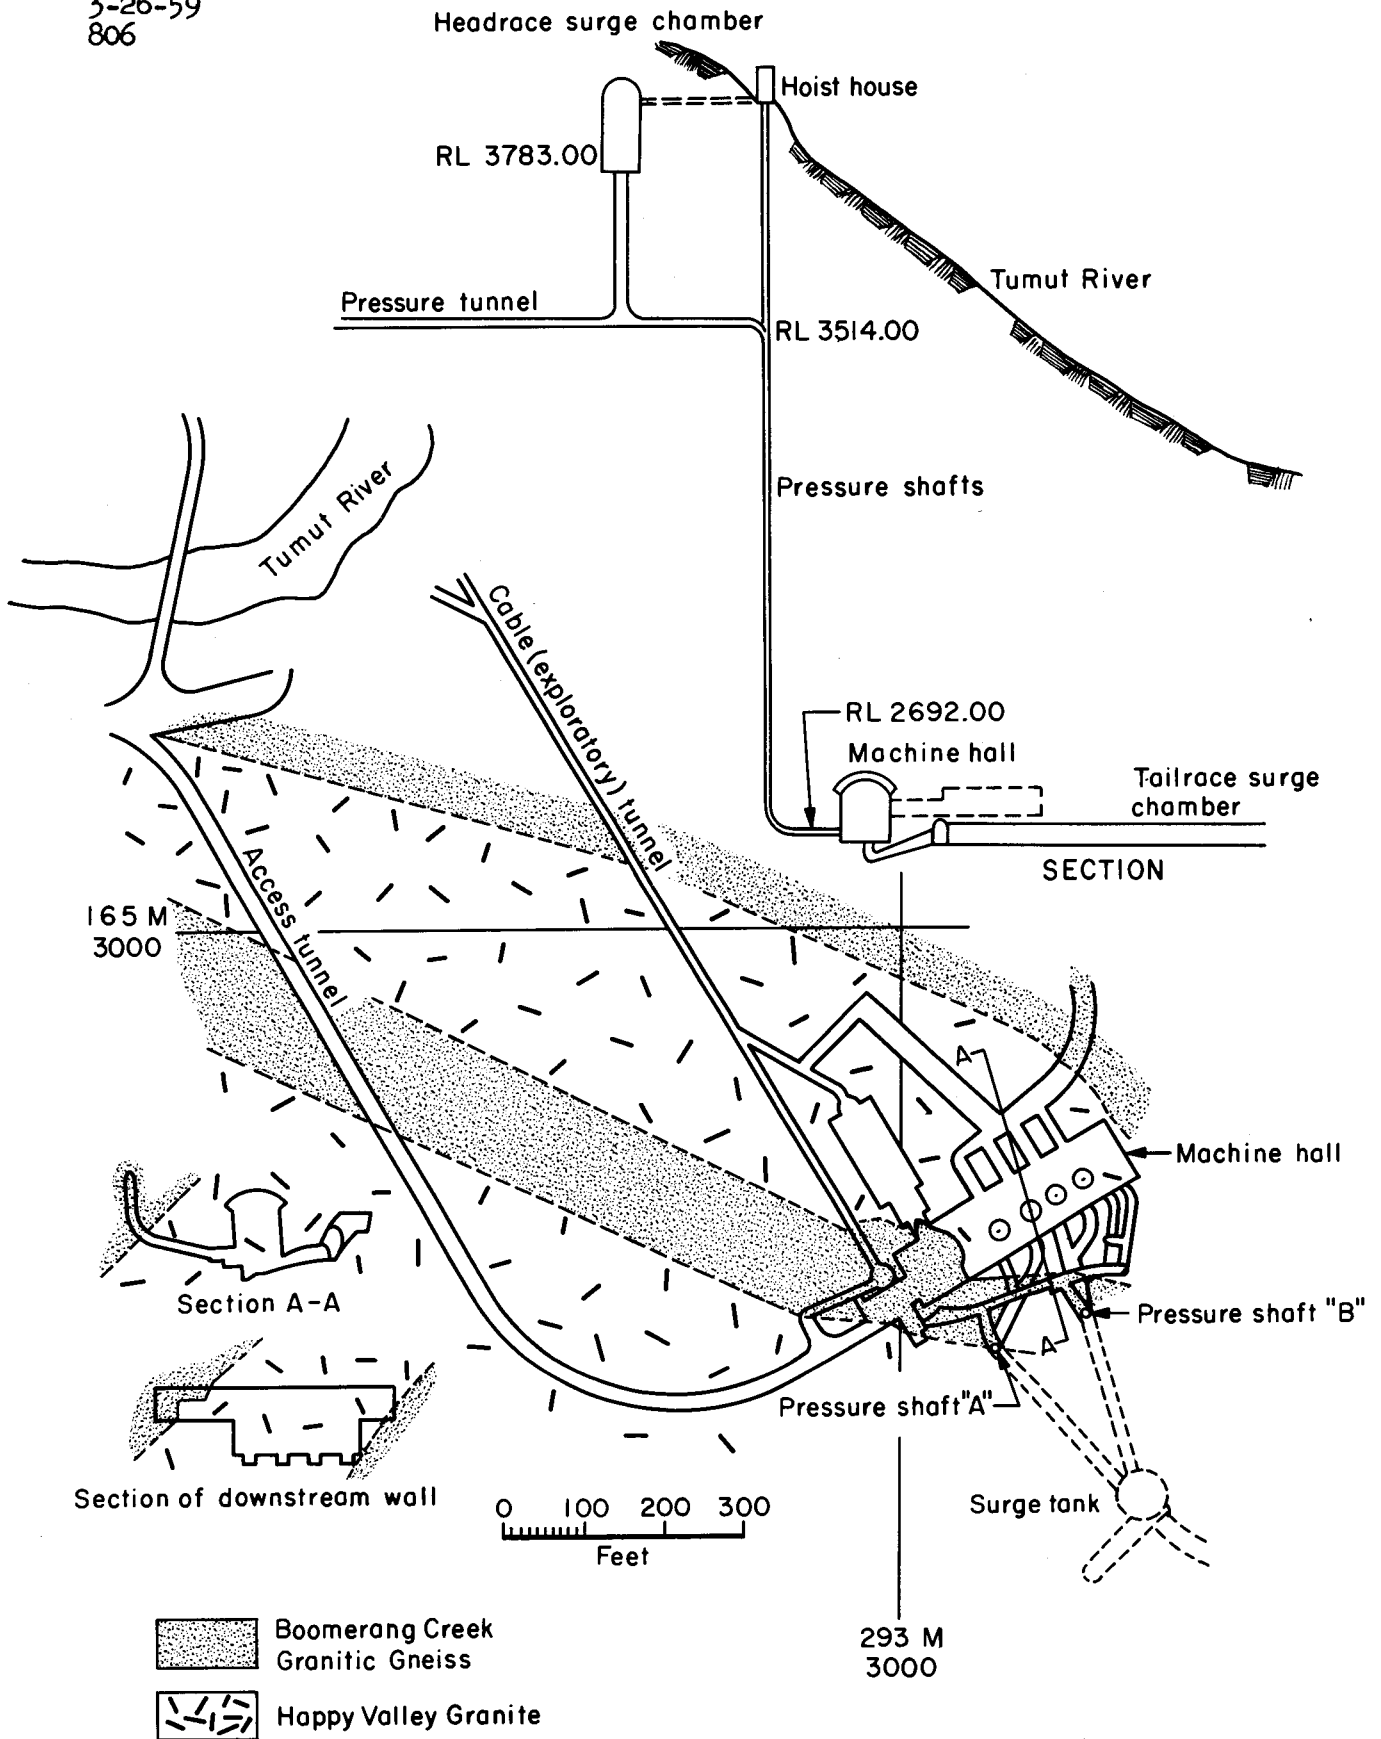 3-26-59
806
Headrace surge chamber
Hoist house
RL 3783.00
Tumut River
Pressure tunnel
RL 3514.00
Pressure shafts
Tumut River
Cable (exploratory) tunnel
RL 2692.00
Machine hall
Tailrace surge
chamber
SECTION
Access tunnel
165 M
3000
A
Machine hall
Section A-A
Pressure shaft "B"
A
Pressure shaft "A"
Section of downstream wall
Surge tank
0 100 200 300
Feet
Boomerang Creek
Granitic Gneiss
293 M
3000
Happy Valley Granite